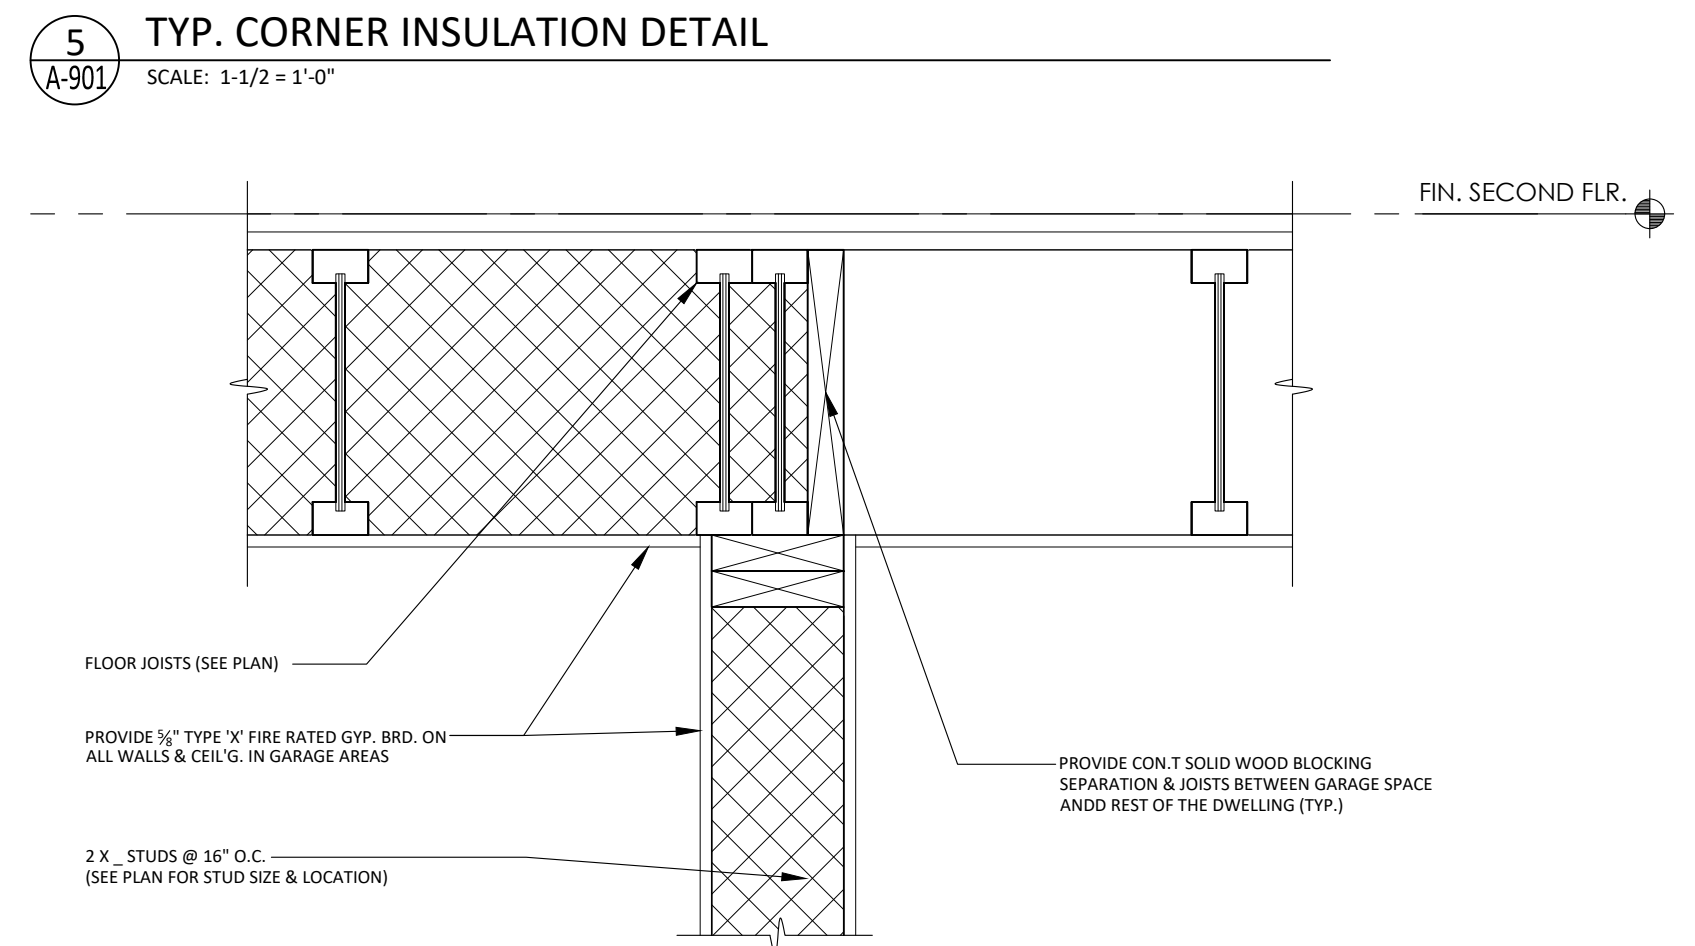 5
A-901
TYP. CORNER INSULATION DETAIL
SCALE: 1-1/2 = 1'-0"
FIN. SECOND FLR.
FLOOR JOISTS (SEE PLAN)
PROVIDE ⅝" TYPE 'X' FIRE RATED GYP. BRD. ON
ALL WALLS & CEIL'G. IN GARAGE AREAS
2 X _ STUDS @ 16" O.C.
(SEE PLAN FOR STUD SIZE & LOCATION)
PROVIDE CON.T SOLID WOOD BLOCKING
SEPARATION & JOISTS BETWEEN GARAGE SPACE
ANDD REST OF THE DWELLING (TYP.)